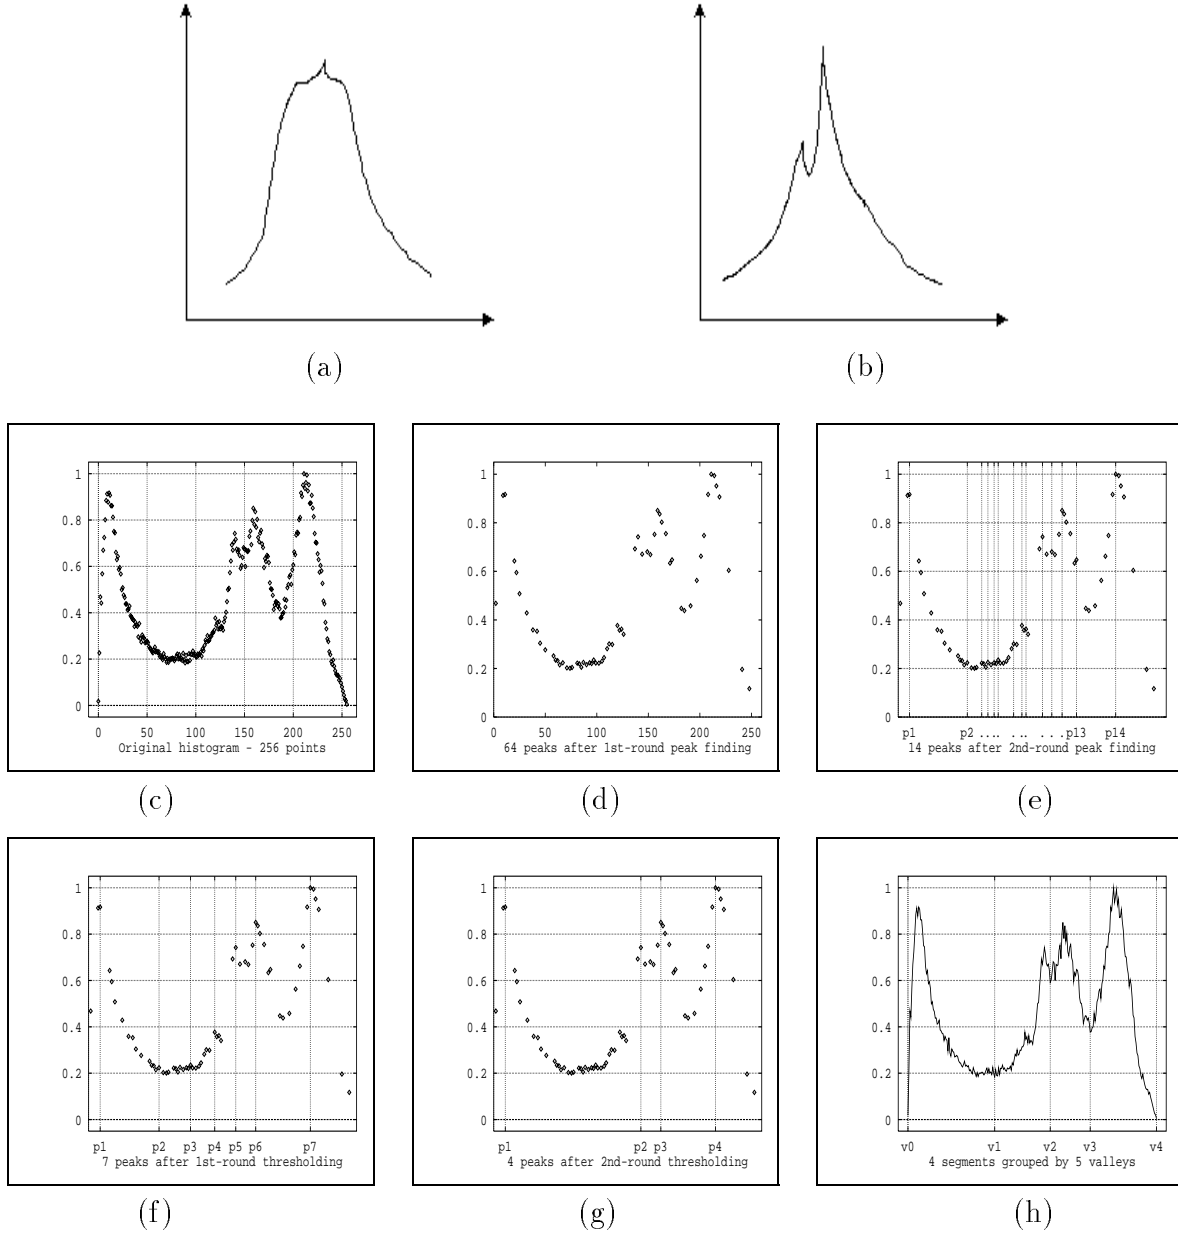 (a) (b)
1
0.8
0.6
0.4
0.2
0
0 50 100 150 200 250
Original histogram - 256 points
(c)
1
0.8
0.6
0.4
0.2
0
0 50 100 150 200 250
64 peaks after 1st-round peak finding
(d)
1
0.8
0.6
0.4
0.2
0
p1 p2 .... .. ... .p13 p14
14 peaks after 2nd-round peak finding
(e)
1
0.8
0.6
0.4
0.2
0
p1 p2 p3 p4 p5 p6 p7
7 peaks after 1st-round thresholding
(f)
1
0.8
0.6
0.4
0.2
0
p1 p2 p3 p4
4 peaks after 2nd-round thresholding
(g)
1
0.8
0.6
0.4
0.2
0
v0 v1 v2 v3 v4
4 segments grouped by 5 valleys
(h)